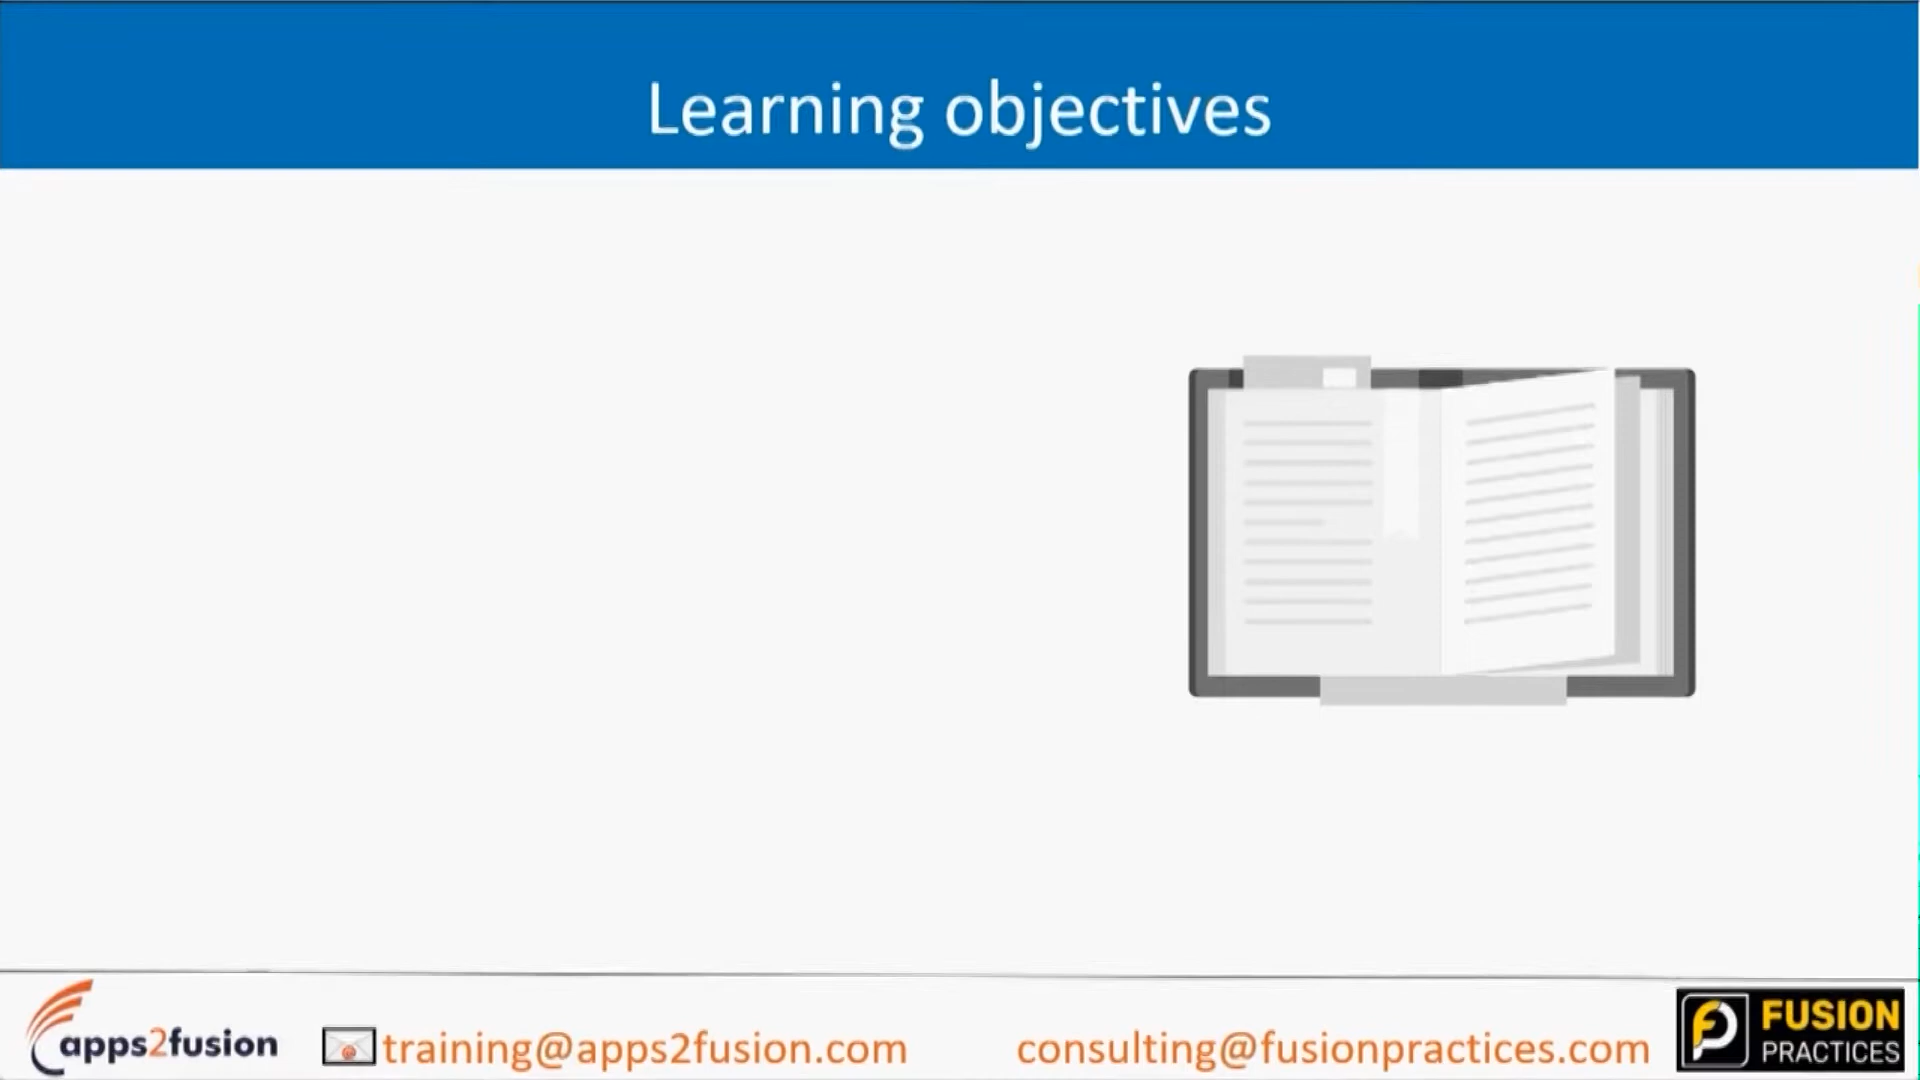 Learning objectives
apps2fusion
training@apps2fusion.com
consulting@fusionpractices.com
FUSION
PRACTICES